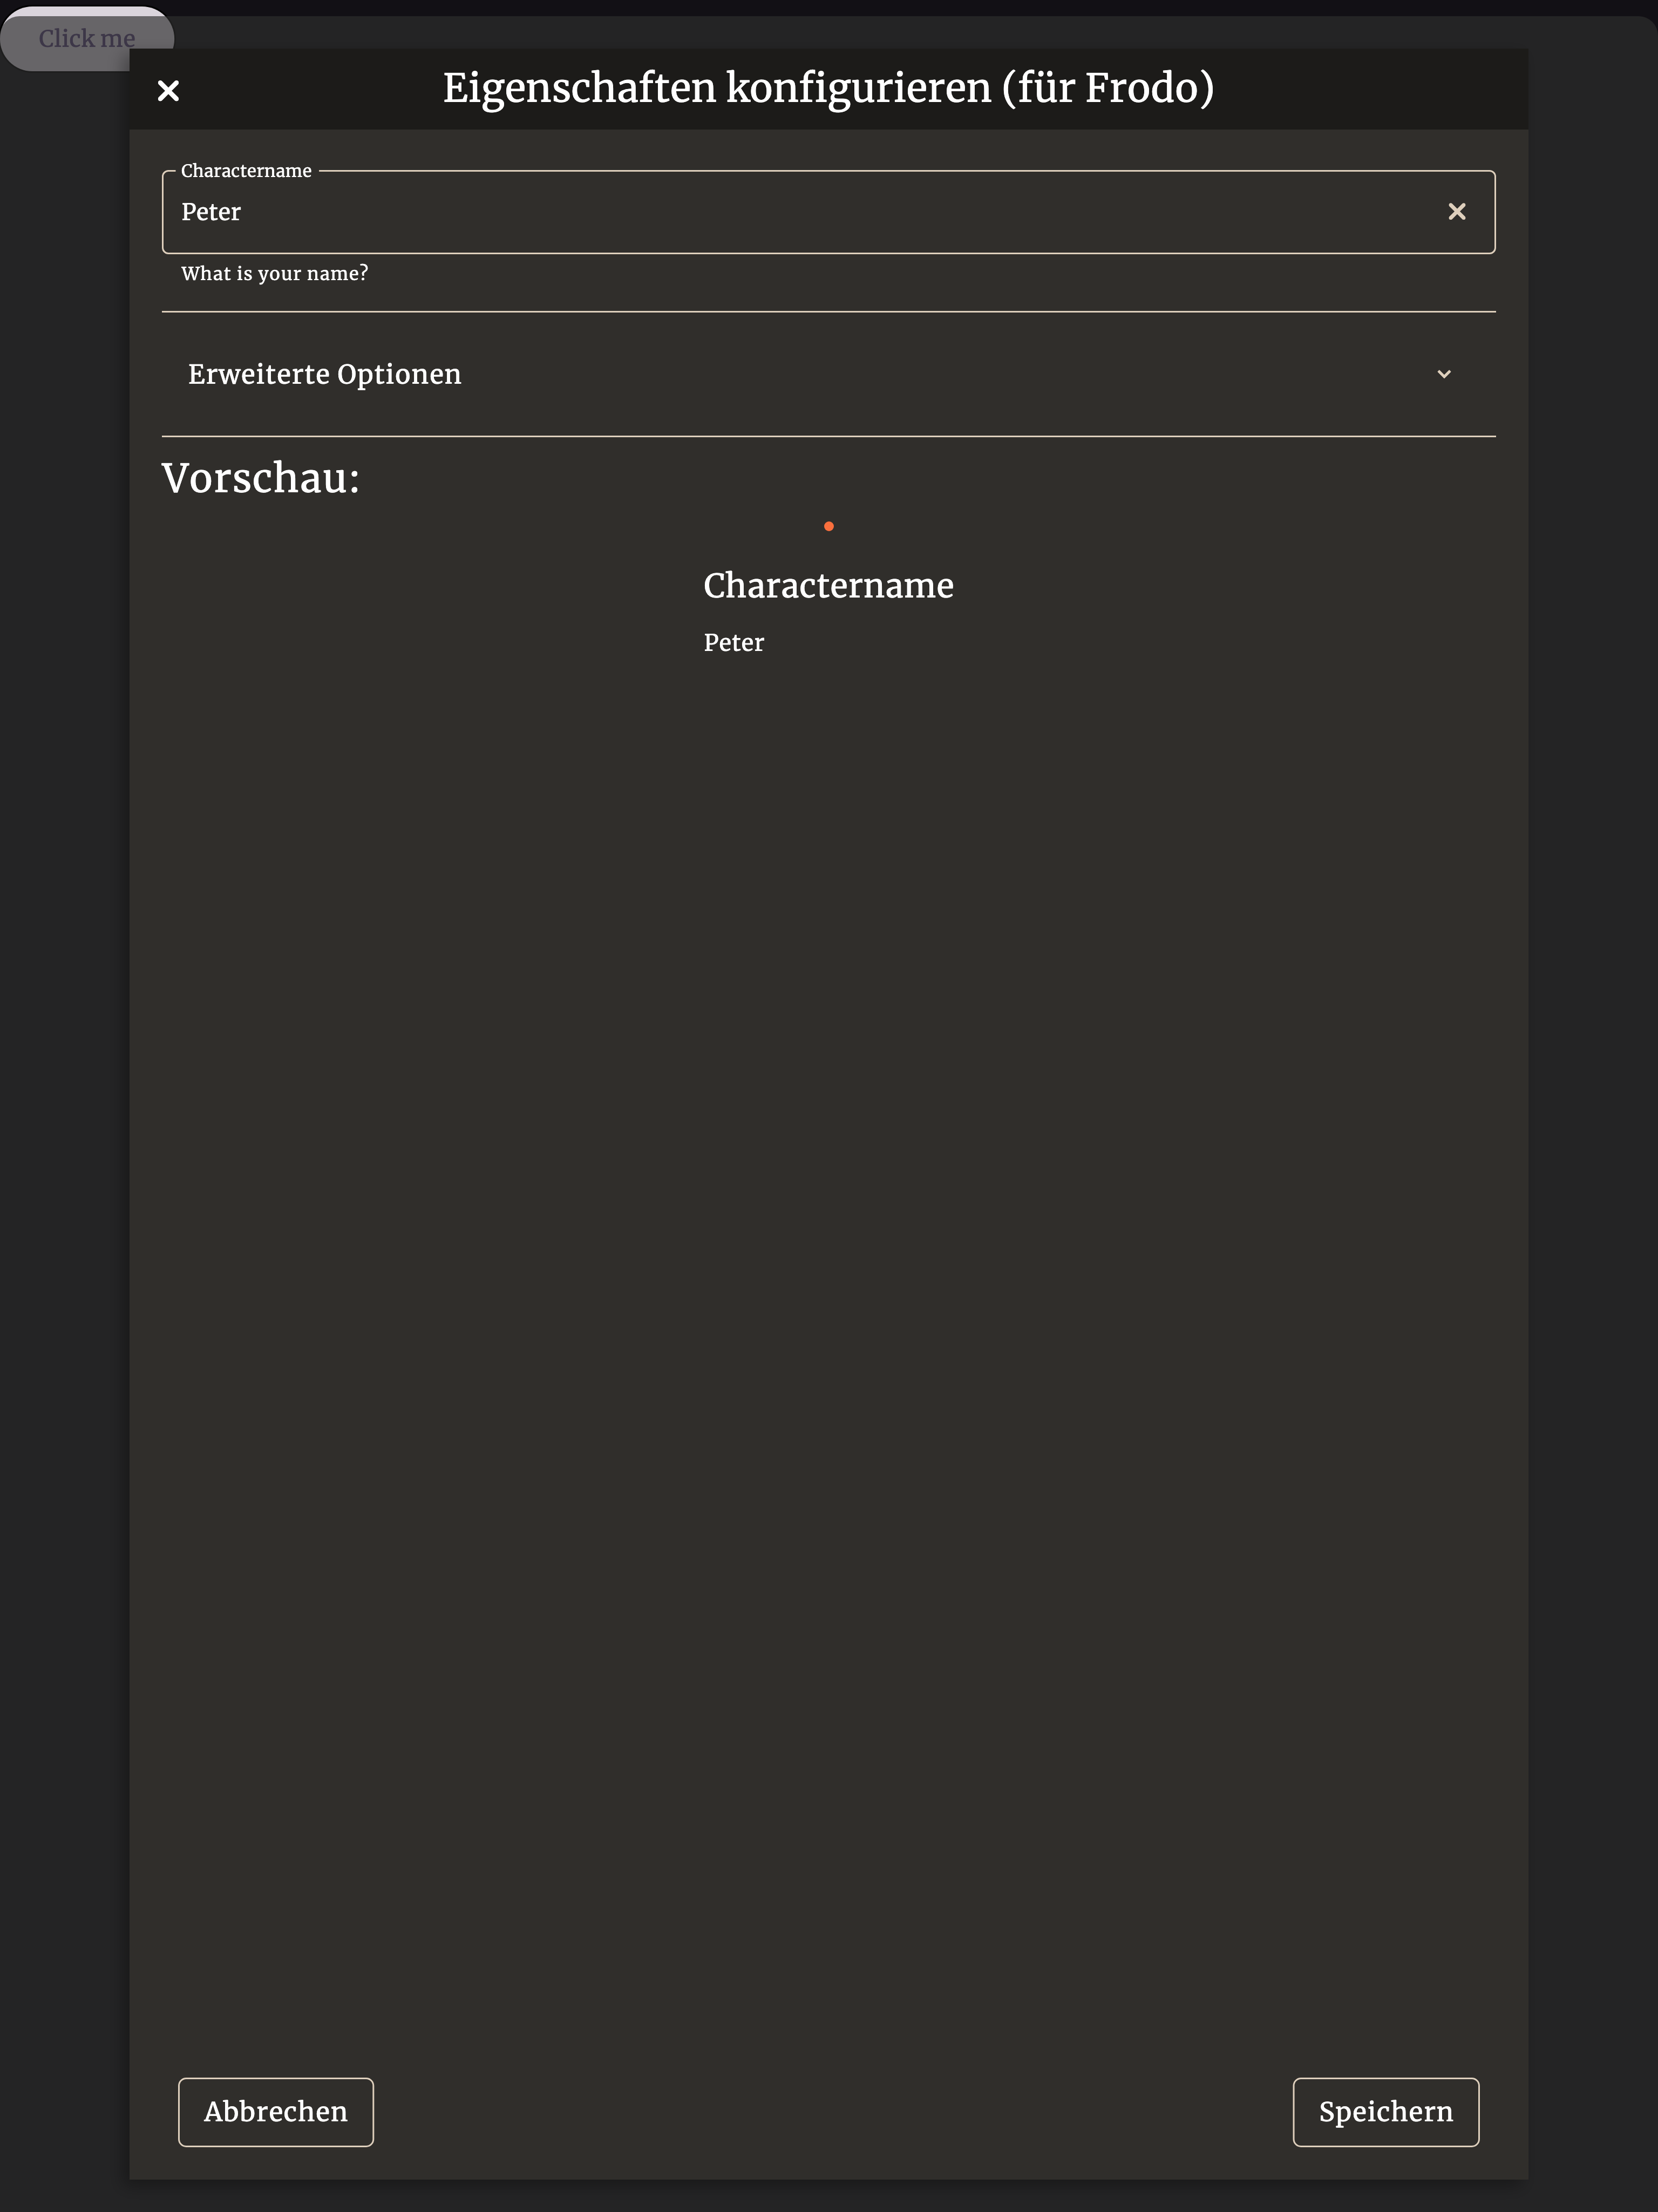 Click me
Eigenschaften konfigurieren (für Frodo)
Charactername
Peter
What is your name?
Erweiterte Optionen
Vorschau:
Charactername
Peter
Abbrechen
Speichern